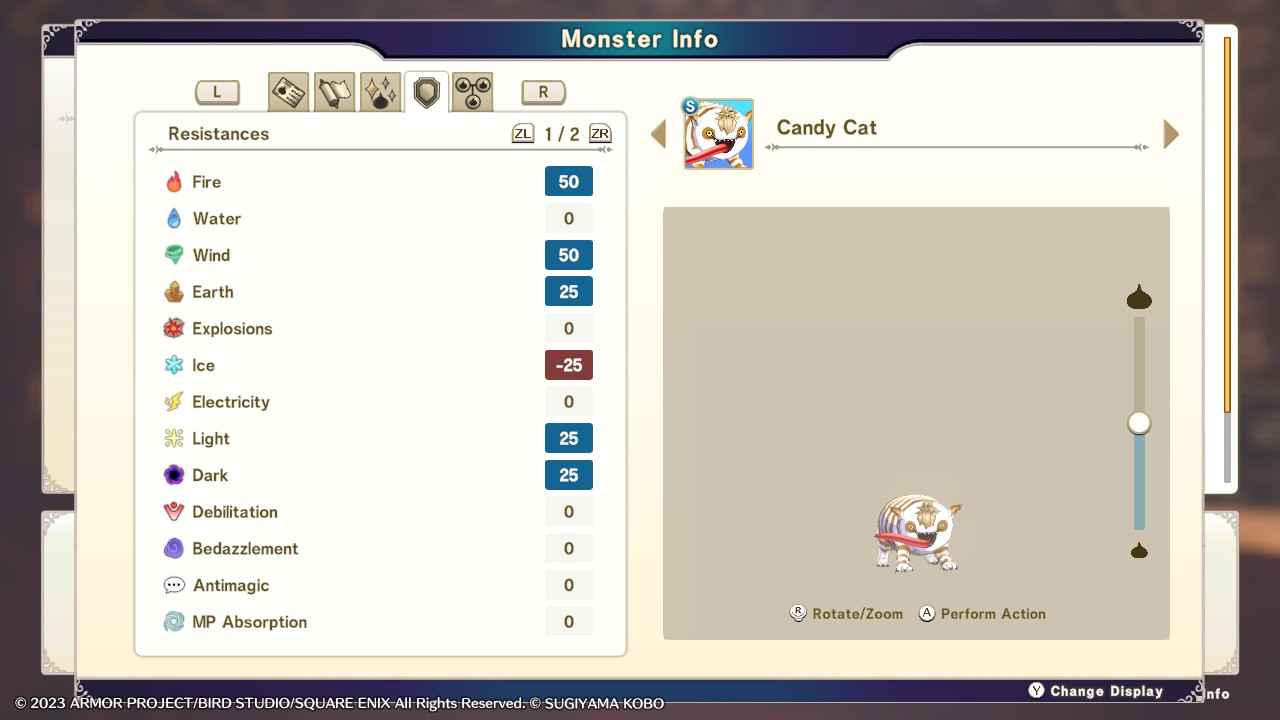 Monster Info
L
R
Resistances
ZL 1 / 2 ZR
Fire 50
Water 0
Wind 50
Earth 25
Explosions 0
Ice -25
Electricity 0
Light 25
Dark 25
Debilitation 0
Bedazzlement 0
Antimagic 0
MP Absorption 0
S
Candy Cat
R Rotate/Zoom A Perform Action
Y Change Display
Info
© 2023 ARMOR PROJECT/BIRD STUDIO/SQUARE ENIX All Rights Reserved. © SUGIYAMA KOBO